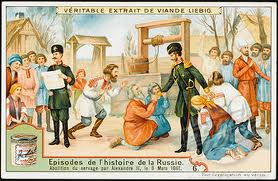 VÉRITABLE EXTRAIT DE VIANDE LIEBIG.
LIEBIG
Episodes de l'histoire de la Russie.
Abolition du servage par Alexandre II, le 3 Mars 1861.
6.